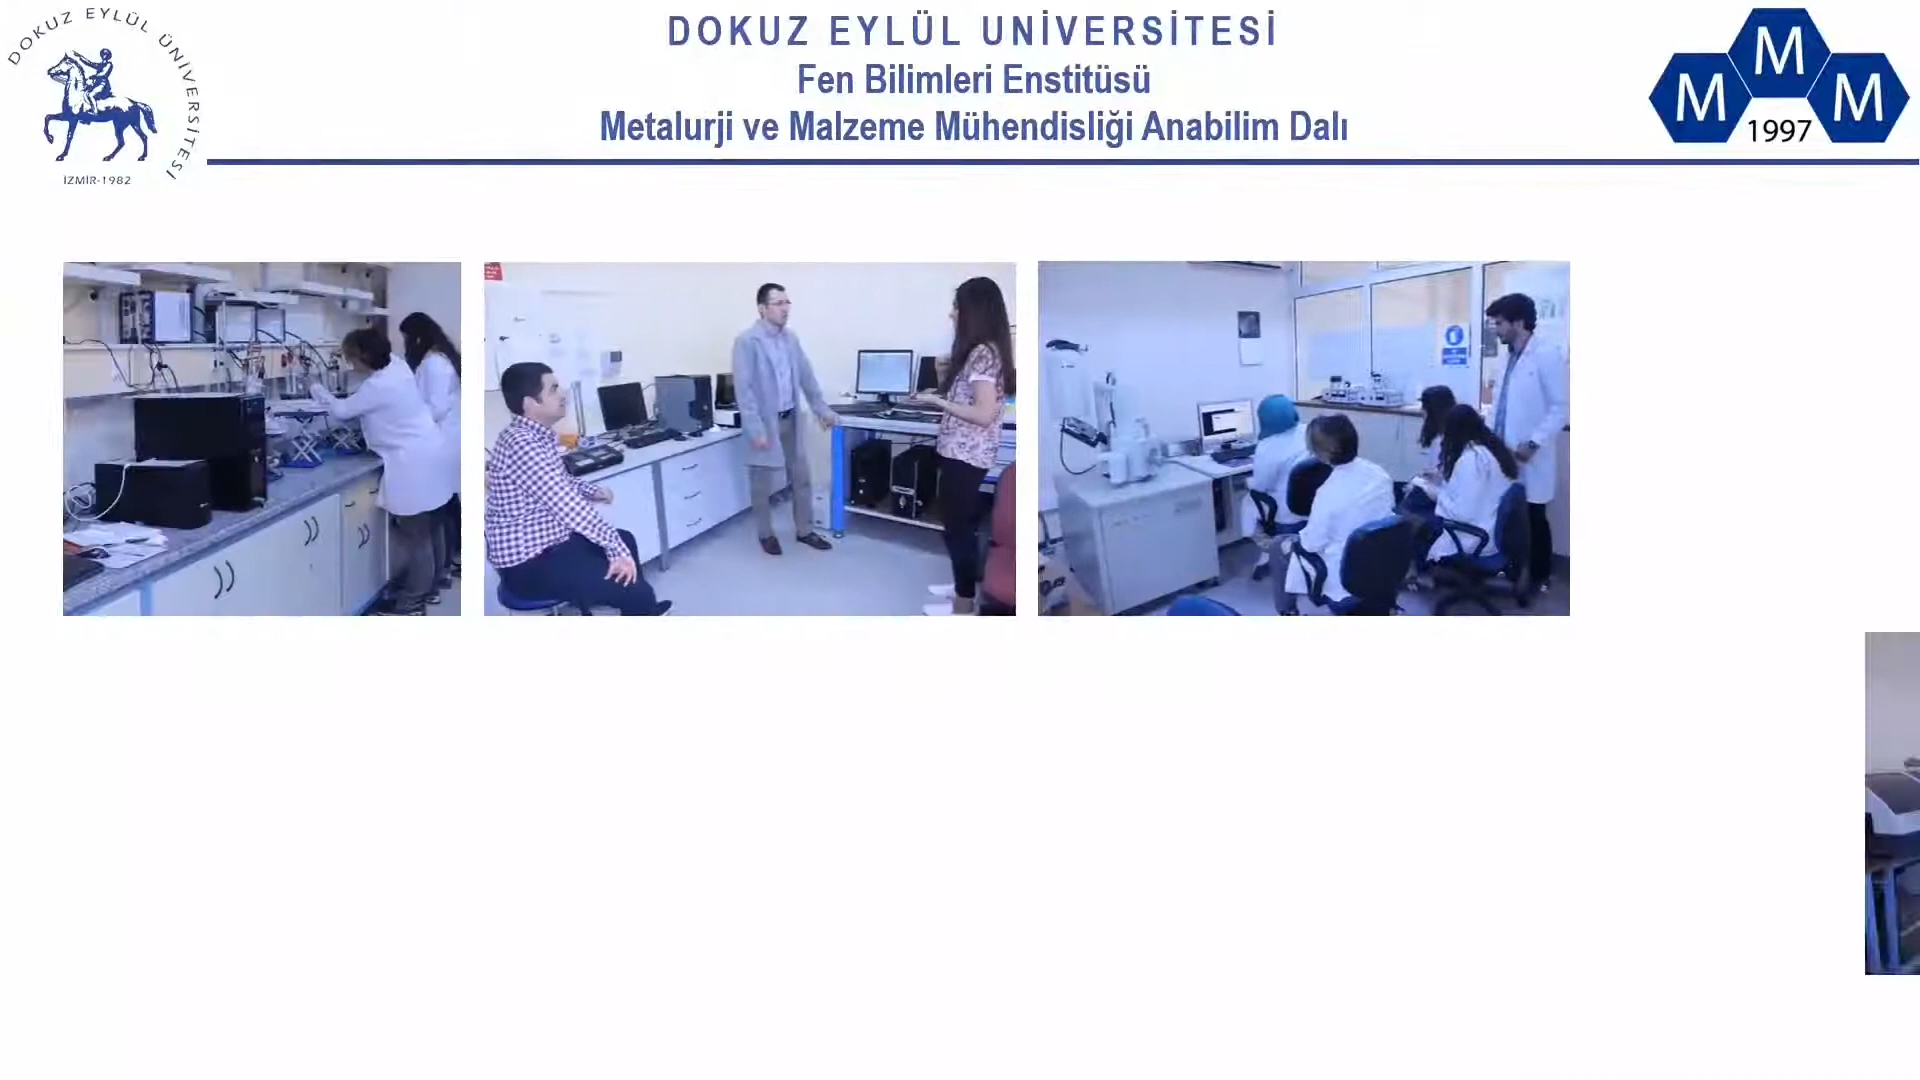 DOKUZ EYLÜL ÜNİVERSİTESİ
İZMİR-1982
DOKUZ EYLÜL UNİVERSİTESİ
Fen Bilimleri Enstitüsü
Metalurji ve Malzeme Mühendisliği Anabilim Dalı
M M M
1997